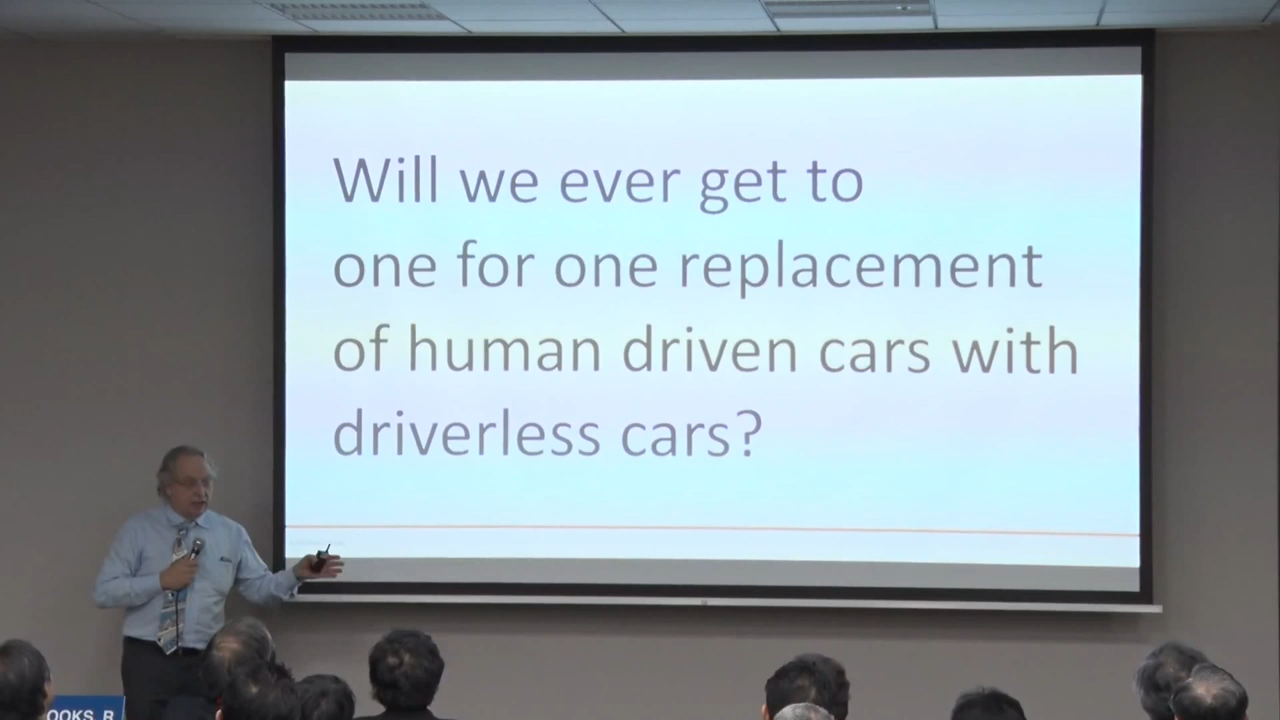 Will we ever get to
one for one replacement
of human driven cars with
driverless cars?
OOKS, R